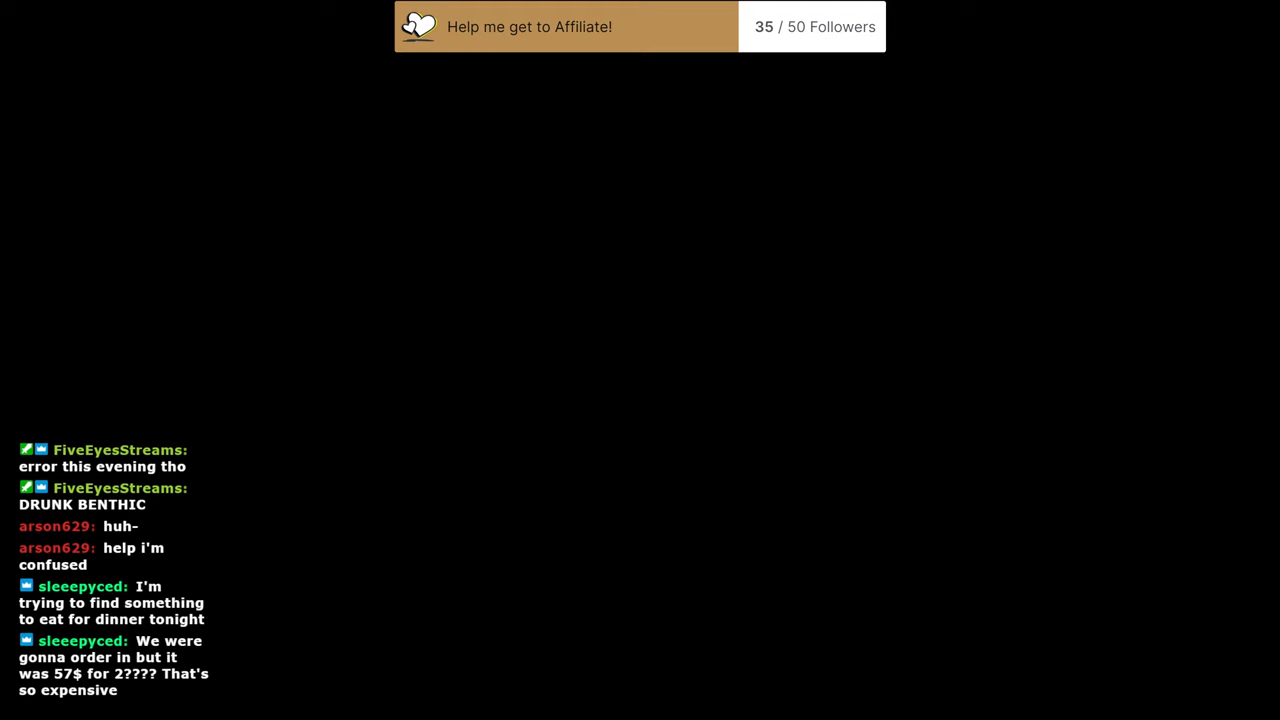 Help me get to Affiliate!
35 / 50 Followers
FiveEyesStreams:
error this evening tho
FiveEyesStreams:
DRUNK BENTHIC
arson629: huh-
arson629: help i'm
confused
sleeepyced: I'm
trying to find something
to eat for dinner tonight
sleeepyced: We were
gonna order in but it
was 57$ for 2???? That's
so expensive